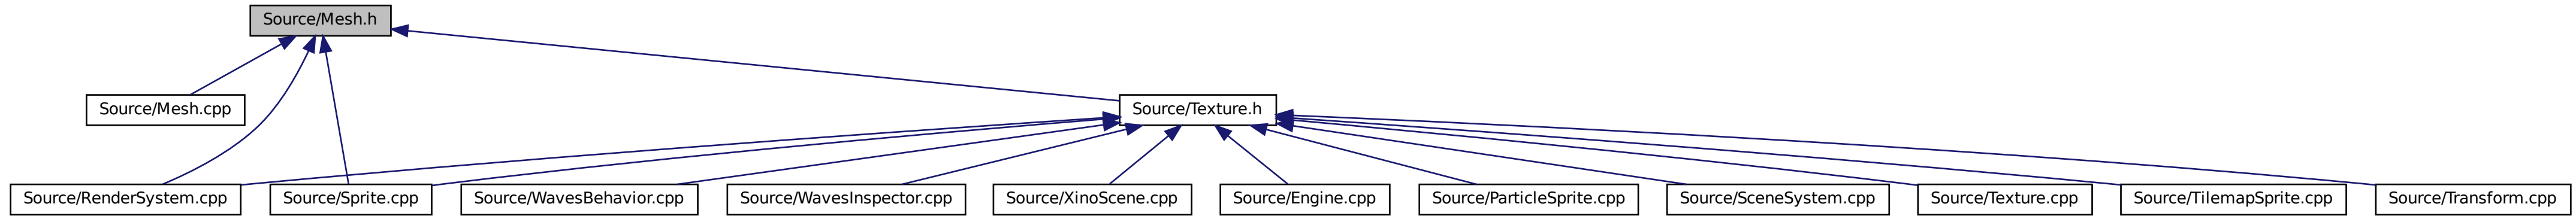 Source/Mesh.h
Source/Mesh.cpp
Source/Texture.h
Source/RenderSystem.cpp
Source/Sprite.cpp
Source/WavesBehavior.cpp
Source/WavesInspector.cpp
Source/XinoScene.cpp
Source/Engine.cpp
Source/ParticleSprite.cpp
Source/SceneSystem.cpp
Source/Texture.cpp
Source/TilemapSprite.cpp
Source/Transform.cpp